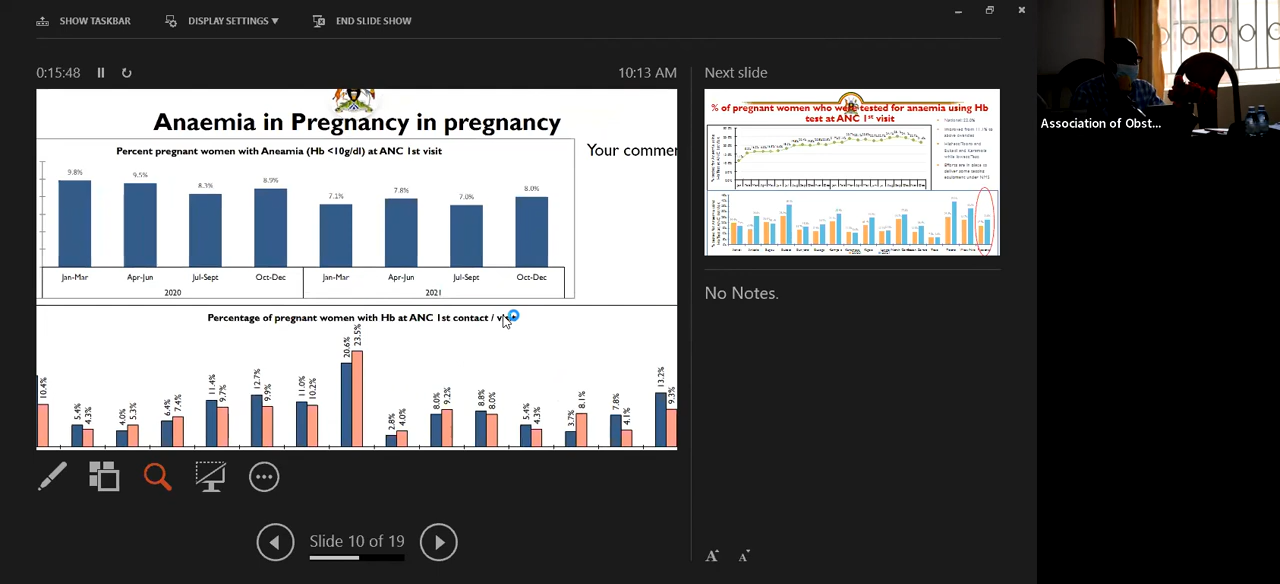 SHOW TASKBAR
DISPLAY SETTINGS ▼
END SLIDE SHOW
0:15:48
10:13 AM
Anaemia in Pregnancy in pregnancy
Percent pregnant women with Anaemia (Hb <10g/dl) at ANC 1st visit
Your commen
9.8%
9.5%
8.3%
8.9%
7.1%
7.8%
7.0%
8.0%
Jan-Mar
Apr-Jun
Jul-Sept
Oct-Dec
Jan-Mar
Apr-Jun
Jul-Sept
Oct-Dec
2020
2021
Percentage of pregnant women with Hb at ANC 1st contact /
10.4%
5.4%
4.3%
4.0%
5.3%
6.4%
7.4%
11.4%
9.7%
12.7%
9.9%
11.0%
10.2%
20.6%
23.5%
2.8%
4.0%
8.0%
9.2%
8.8%
8.0%
5.4%
4.3%
3.7%
8.1%
7.8%
4.1%
13.2%
9.3%
Slide 10 of 19
Next slide
% of pregnant women who were tested for anaemia using Hb
test at ANC 1st visit
No Notes.
Association of Obst...